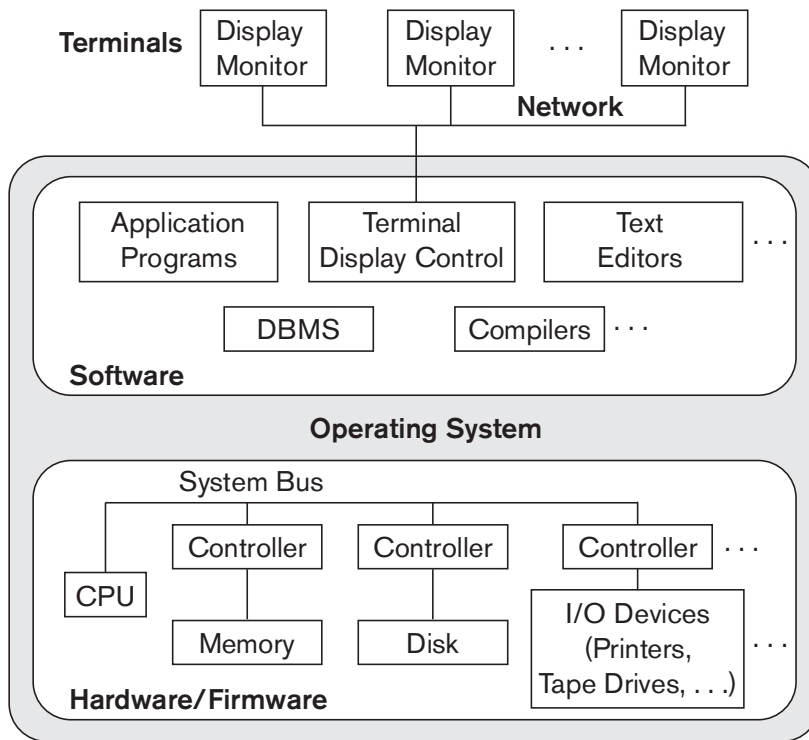 Terminals
Display
Monitor
Display
Monitor
. . .
Display
Monitor
Network
Application
Programs
Terminal
Display Control
Text
Editors
. . .
DBMS
Compilers
. . .
Software
Operating System
System Bus
Controller
Controller
Controller
. . .
CPU
Memory
Disk
I/O Devices
(Printers,
Tape Drives, . . .)
. . .
Hardware/Firmware